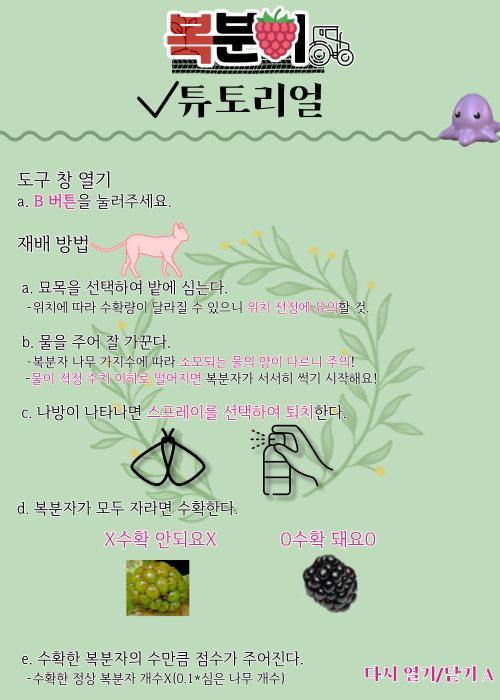 복분이
튜토리얼
도구 창 열기
a. B 버튼을 눌러주세요.
재배 방법
a. 묘목을 선택하여 밭에 심는다.
-위치에 따라 수확량이 달라질 수 있으니 위치 선정에 유의할 것.
b. 물을 주어 잘 가꾼다.
-복분자 나무 가지수에 따라 소모되는 물의 양이 다르니 주의!
-물이 적정 수치 이하로 떨어지면 복분자가 서서히 썩기 시작해요!
c. 나방이 나타나면 스프레이를 선택하여 퇴치한다.
d. 복분자가 모두 자라면 수확한다.
X수확 안되요X
O수확 돼요O
e. 수확한 복분자의 수만큼 점수가 주어진다.
-수확한 정상 복분자 개수X(0.1*심은 나무 개수)
다시 열기/닫기 A